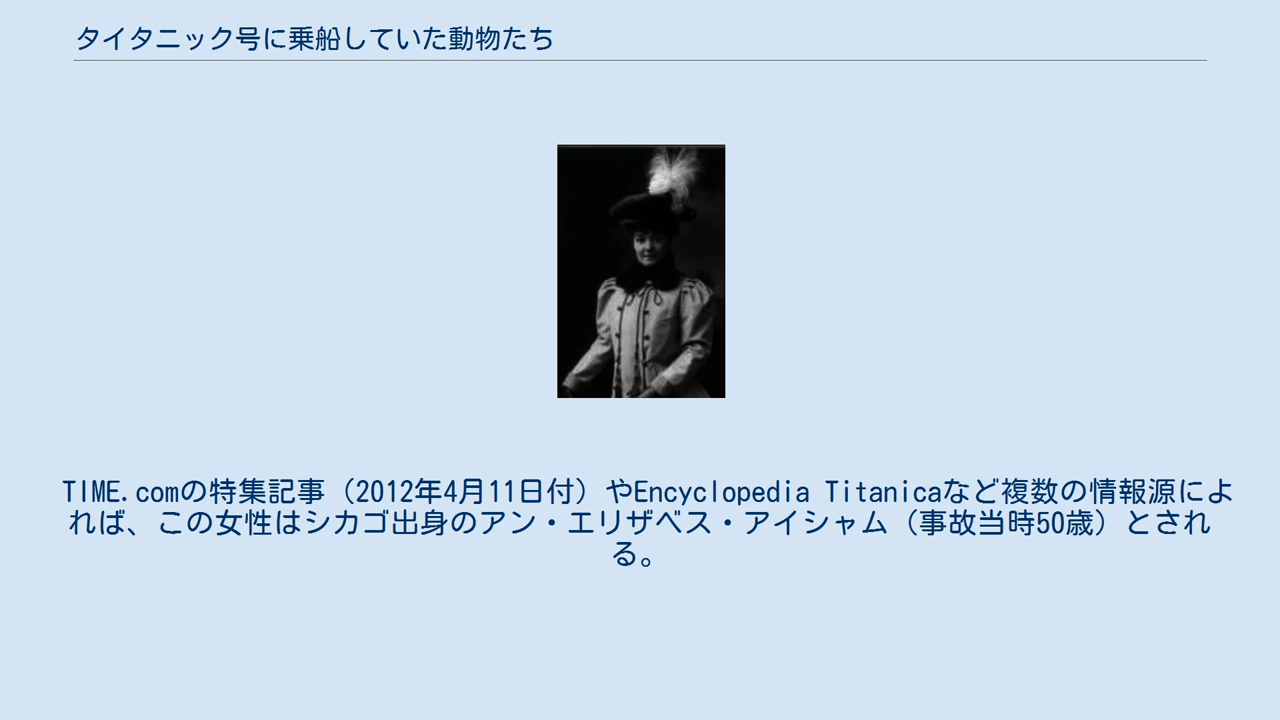 タイタニック号に乗船していた動物たち
TIME.comの特集記事（2012年4月11日付）やEncyclopedia Titanicaなど複数の情報源によ
れば、この女性はシカゴ出身のアン・エリザベス・アイシャム（事故当時50歳）とされ
る。